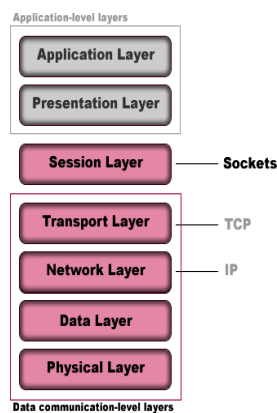 Application-level layers
Application Layer
Presentation Layer
Session Layer
Sockets
Transport Layer
TCP
Network Layer
IP
Data Layer
Physical Layer
Data communication-level layers